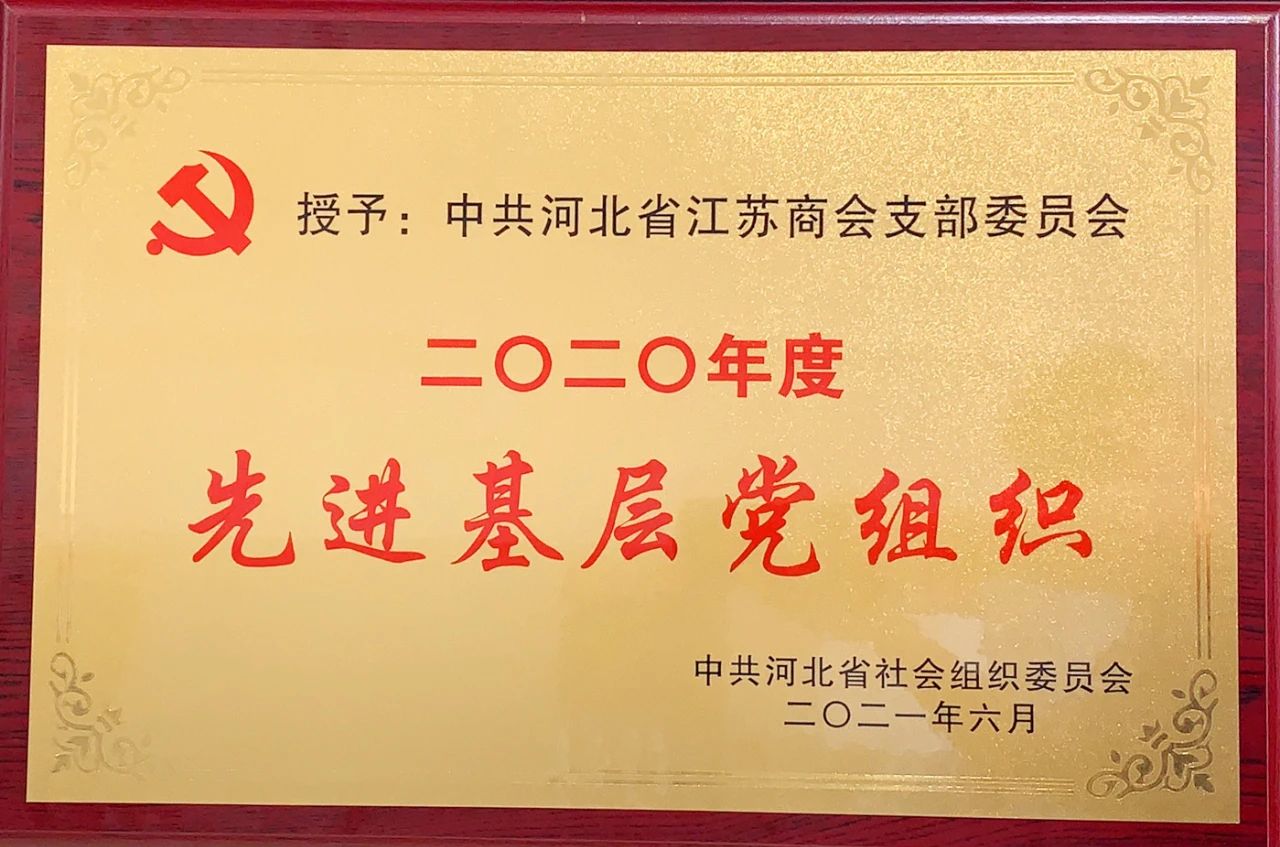 授予：中共河北省江苏商会支部委员会
二〇二〇年度
先进基层党组织
中共河北省社会组织委员会
二〇二一年六月